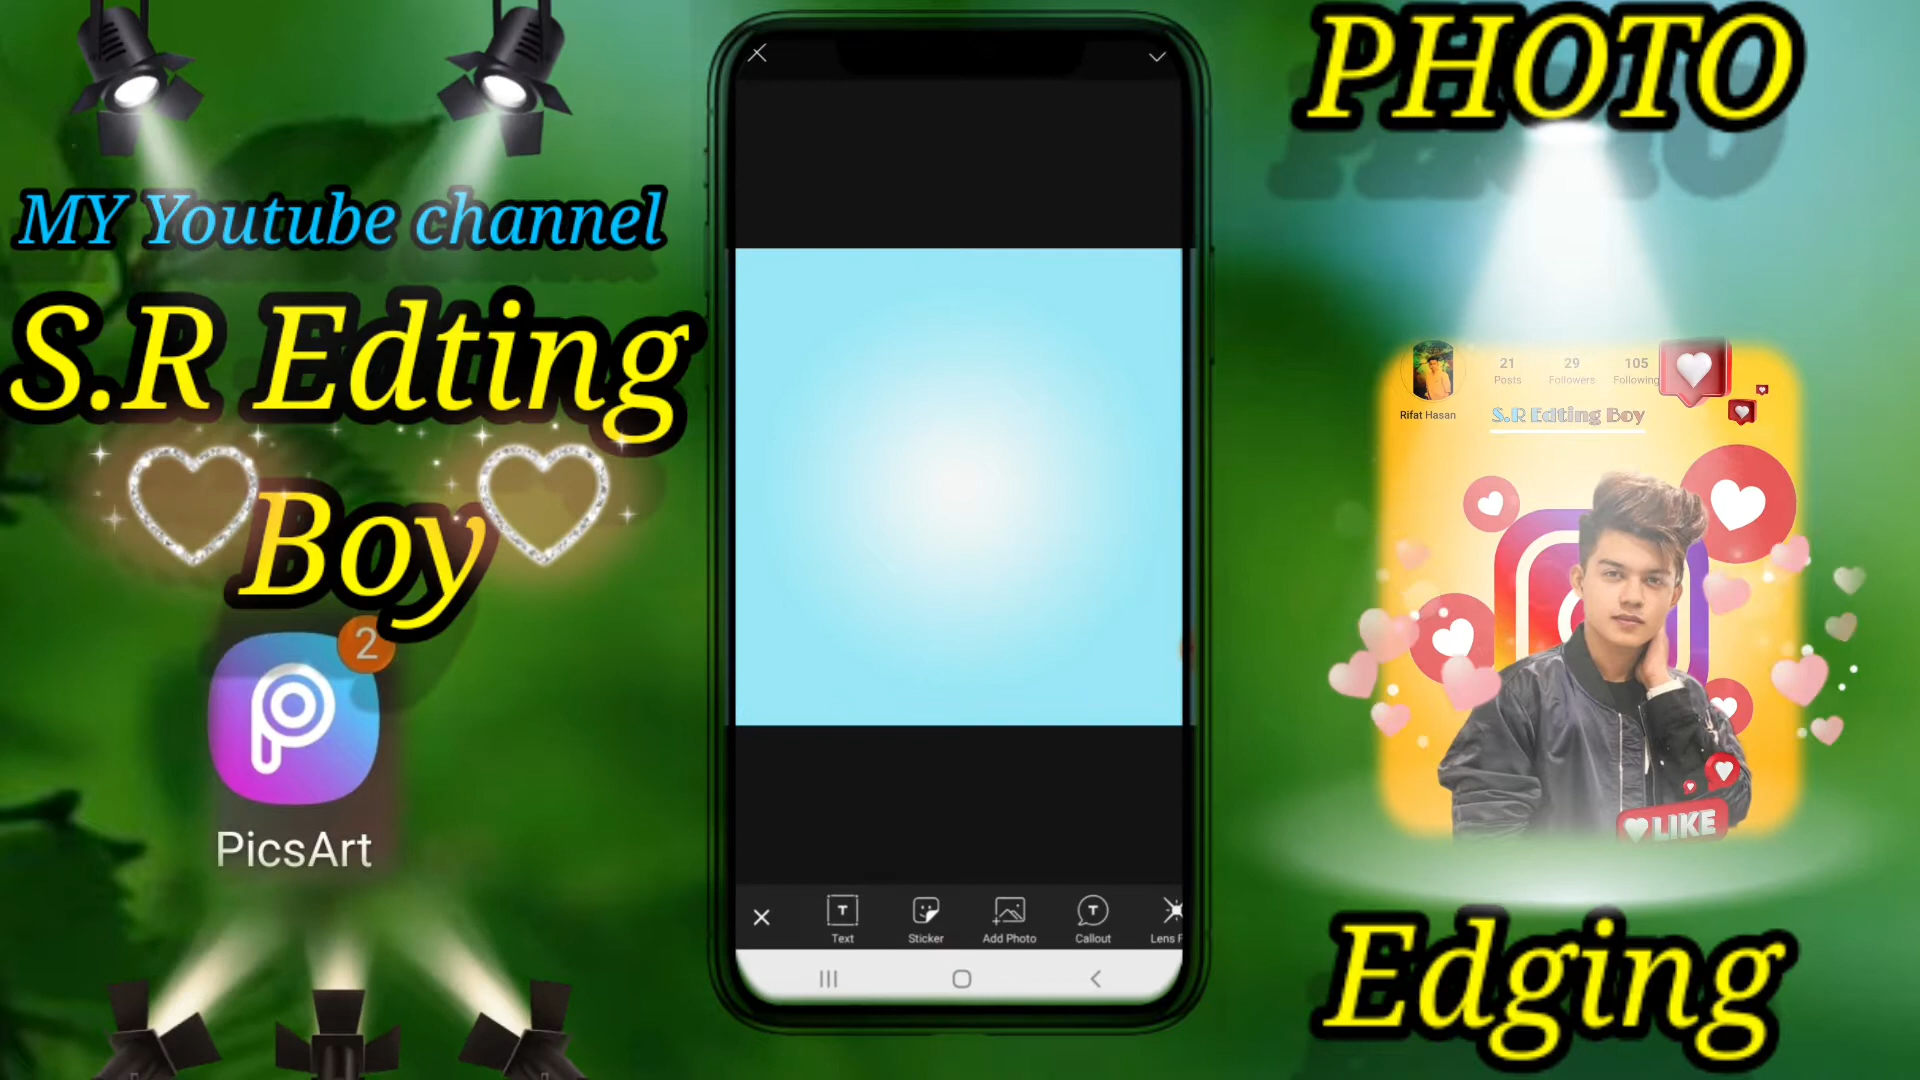 MY Youtube channel
S.R Edting
Boy
2
PicsArt
Text
Sticker
Add Photo
Callout
Lens F
PHOTO
21
29
105
Posts
Followers
Following
Rifat Hasan
S.R Edting Boy
LIKE
Edging